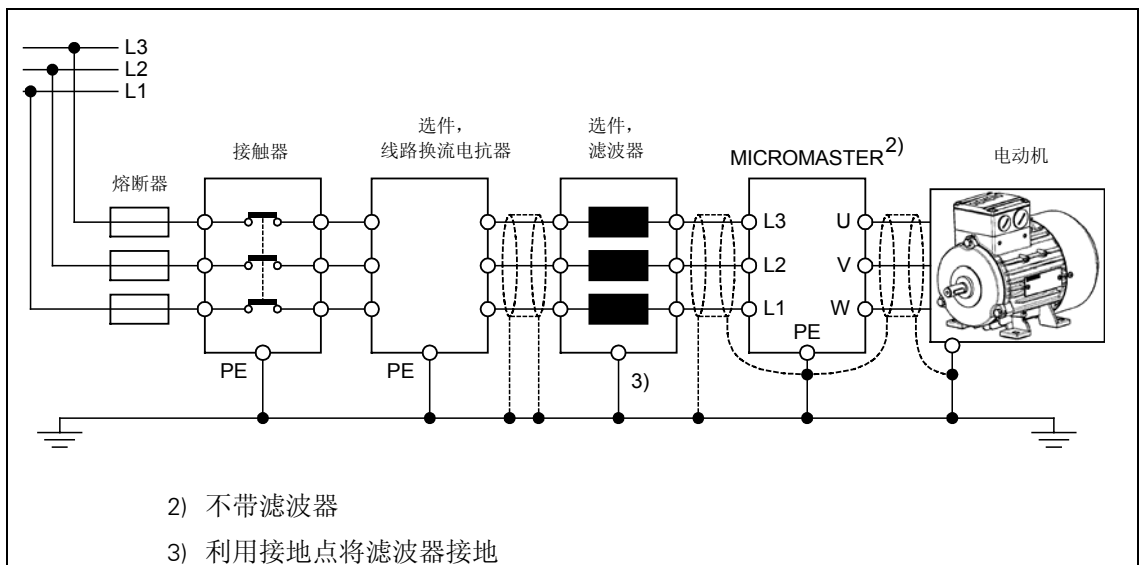 L3
L2
L1
选件，
线路换流电抗器
选件，
滤波器
接触器
MICROMASTER2)
电动机
熔断器
L3
U
L2
V
L1
W
PE
PE
PE
3)
2) 不带滤波器
3) 利用接地点将滤波器接地